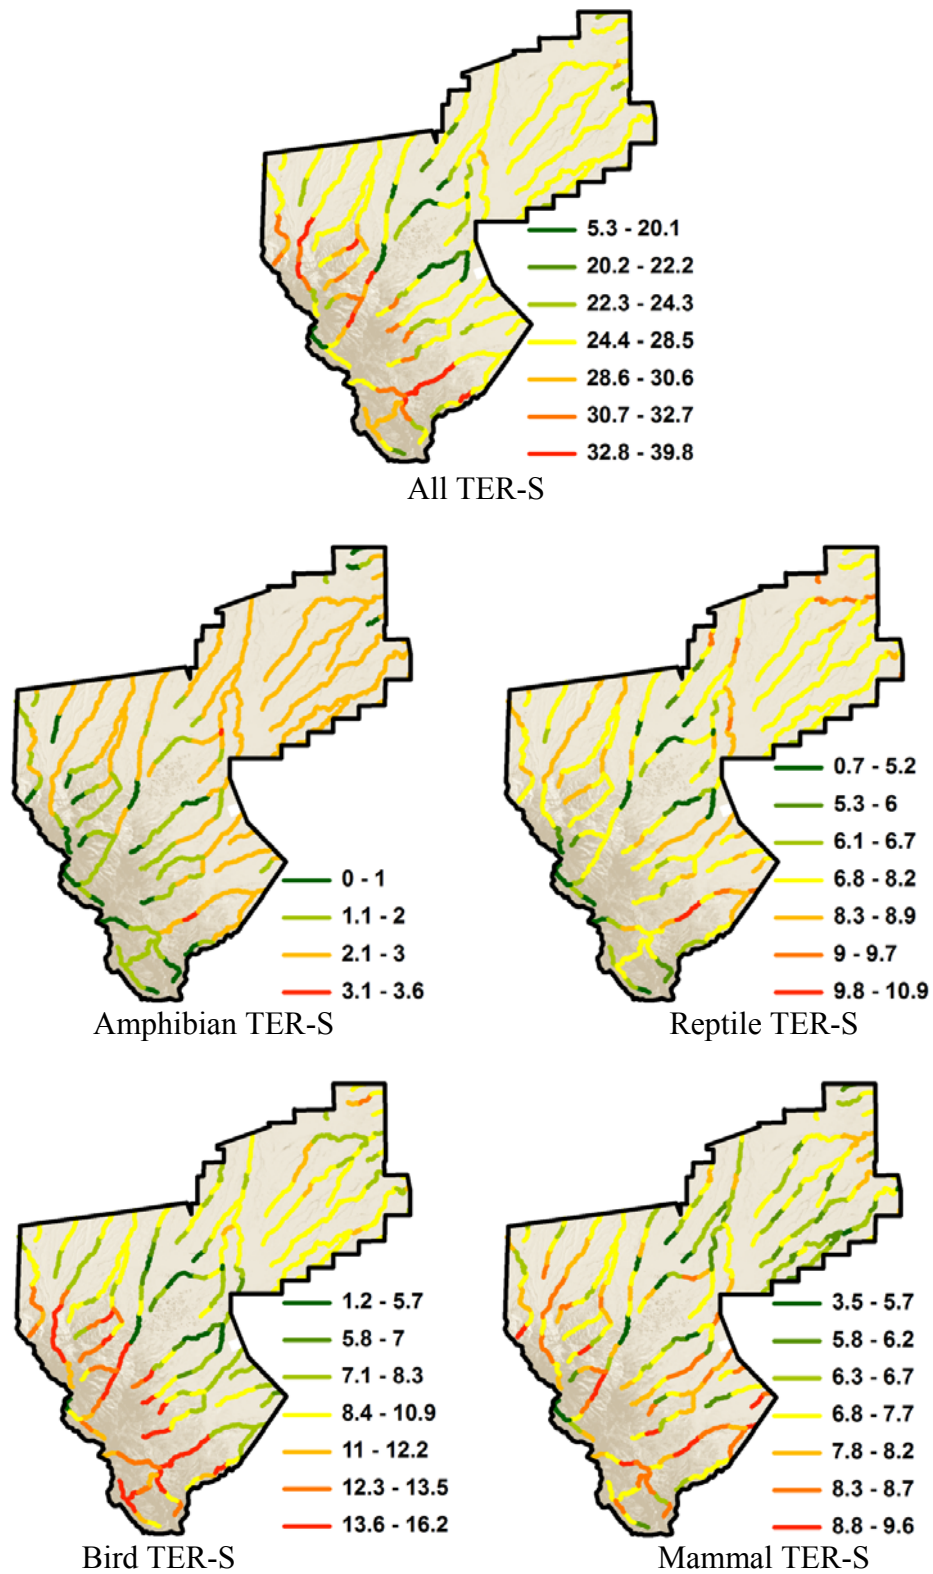 5.3 - 20.1
20.2 - 22.2
22.3 - 24.3
24.4 - 28.5
28.6 - 30.6
30.7 - 32.7
32.8 - 39.8
All TER-S
0 - 1
1.1 - 2
2.1 - 3
3.1 - 3.6
Amphibian TER-S
0.7 - 5.2
5.3 - 6
6.1 - 6.7
6.8 - 8.2
8.3 - 8.9
9 - 9.7
9.8 - 10.9
Reptile TER-S
1.2 - 5.7
5.8 - 7
7.1 - 8.3
8.4 - 10.9
11 - 12.2
12.3 - 13.5
13.6 - 16.2
Bird TER-S
3.5 - 5.7
5.8 - 6.2
6.3 - 6.7
6.8 - 7.7
7.8 - 8.2
8.3 - 8.7
8.8 - 9.6
Mammal TER-S